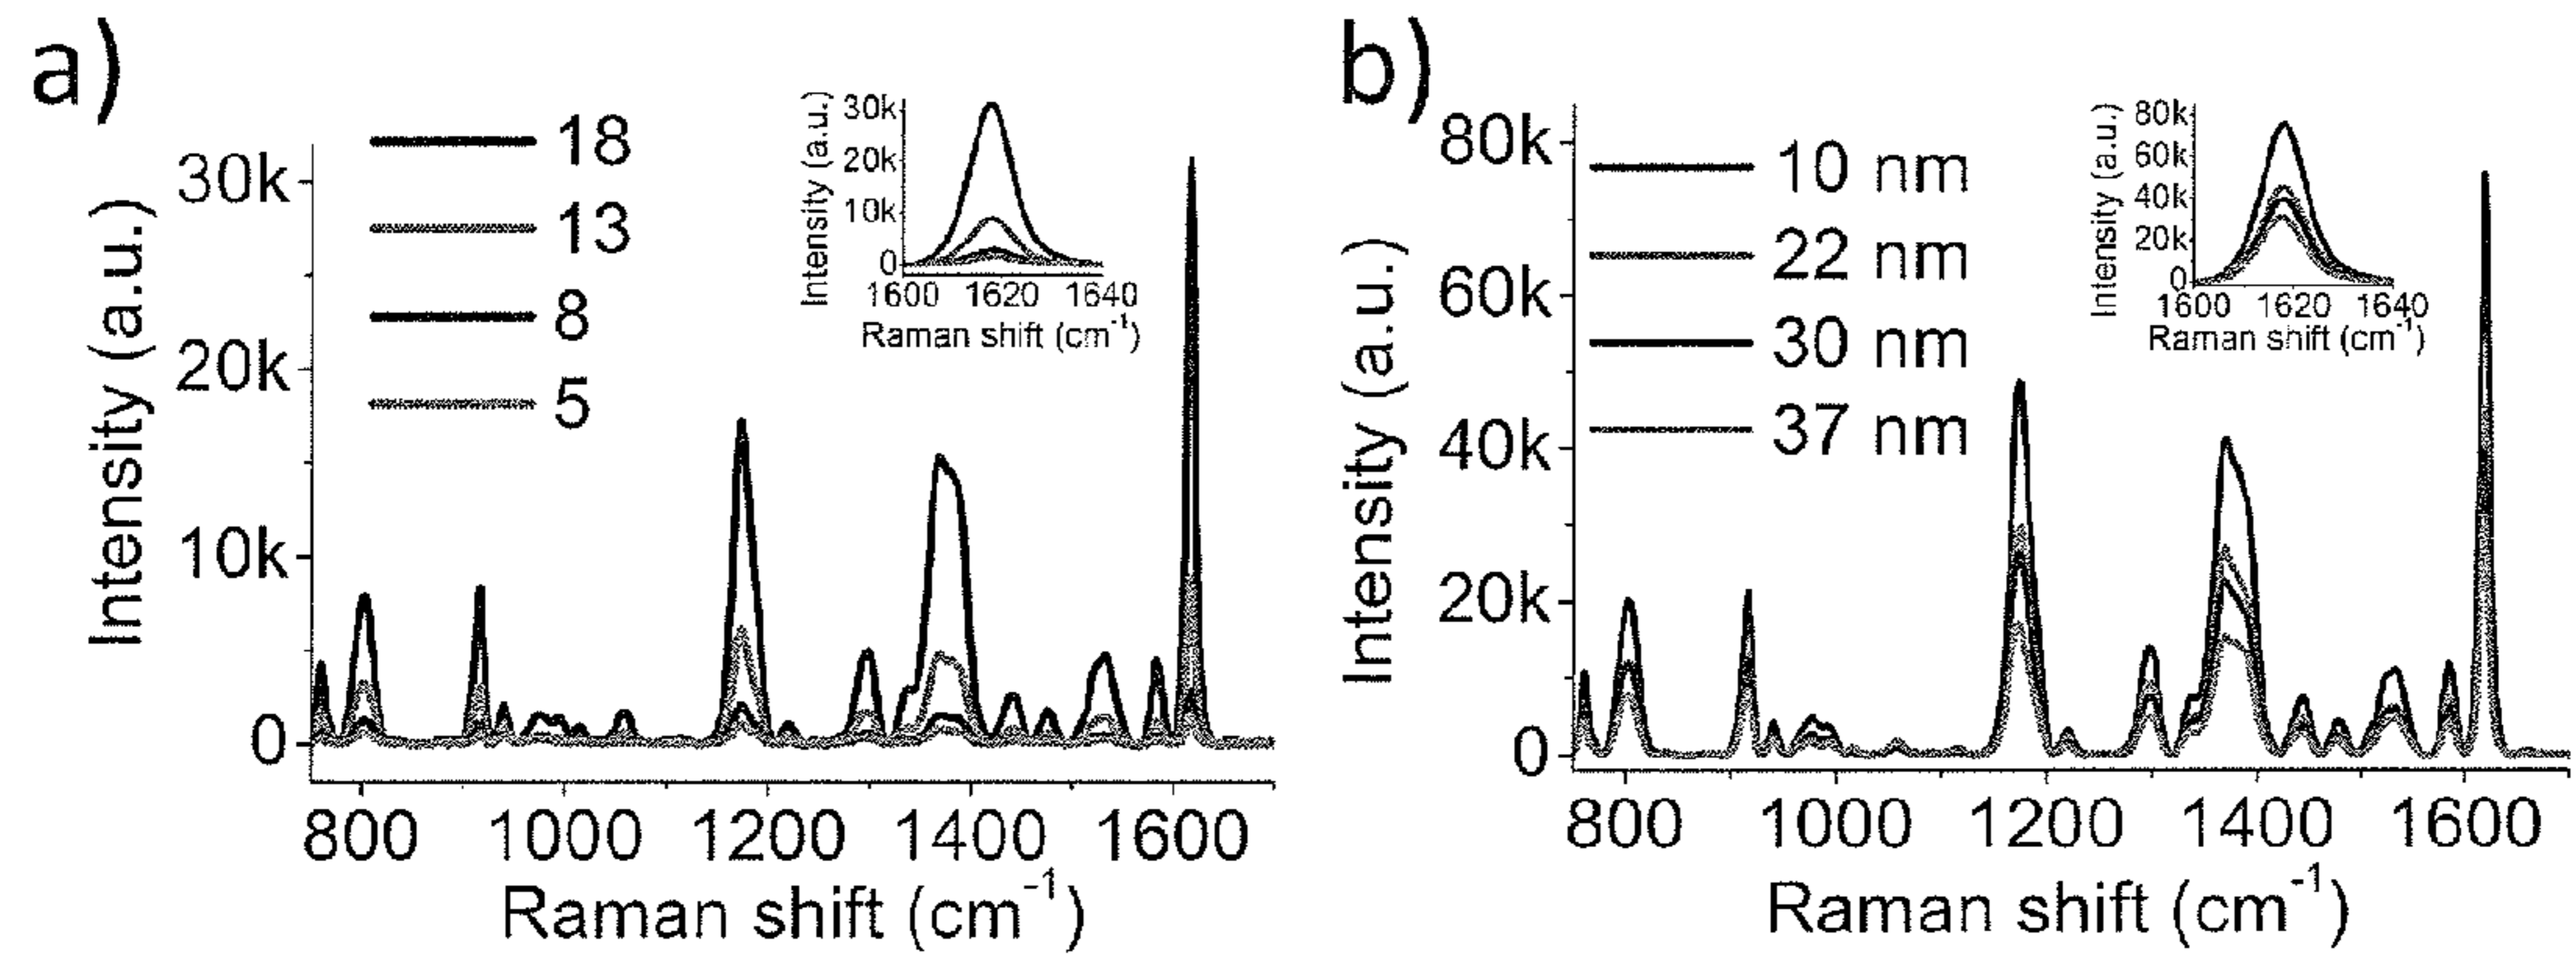 a)
Intensity (a.u.)
30k
20k
10k
0
18
13
8
5
Intensity (a.u.)
30k
20k
10k
0
1600 1620 1640
Raman shift (cm⁻¹)
800 1000 1200 1400 1600
Raman shift (cm⁻¹)
b)
Intensity (a.u.)
80k
60k
40k
20k
0
10 nm
22 nm
30 nm
37 nm
Intensity (a.u.)
80k
60k
40k
20k
0
1600 1620 1640
Raman shift (cm⁻¹)
800 1000 1200 1400 1600
Raman shift (cm⁻¹)